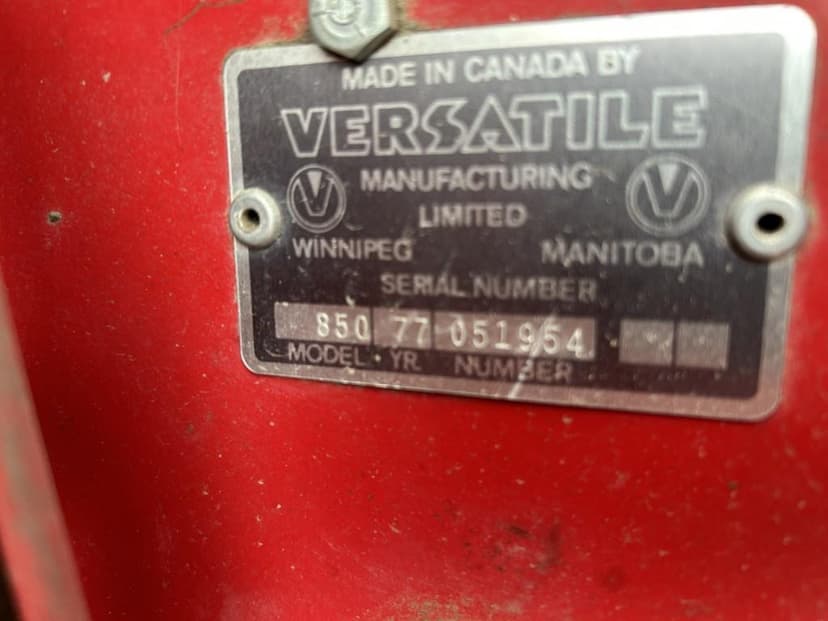 MADE IN CANADA BY
VERSATILE
MANUFACTURING
LIMITED
WINNIPEG MANITOBA
SERIAL NUMBER
850 77 051954
MODEL YR. NUMBER